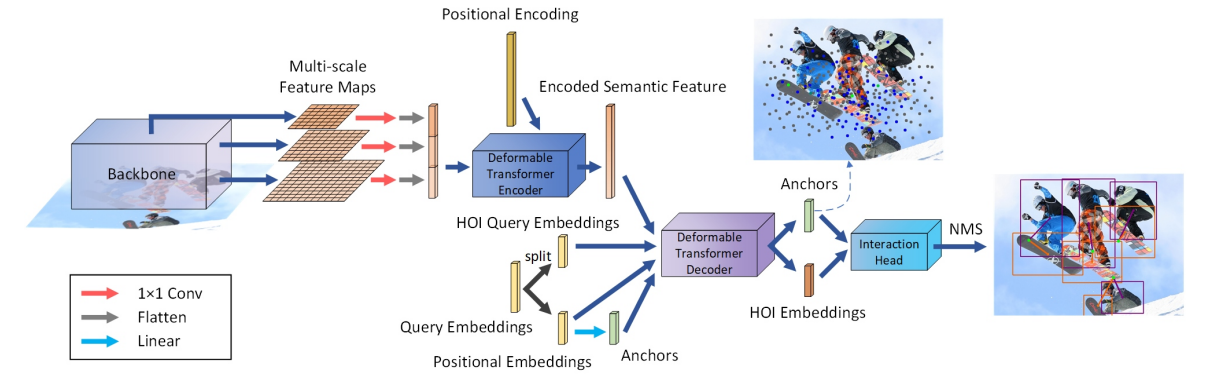 Positional Encoding
Multi-scale
Feature Maps
Encoded Semantic Feature
Backbone
Deformable
Transformer
Encoder
HOI Query Embeddings
split
Query Embeddings
Positional Embeddings
Anchors
Deformable
Transformer
Decoder
Anchors
HOI Embeddings
Interaction
Head
NMS
1×1 Conv
Flatten
Linear